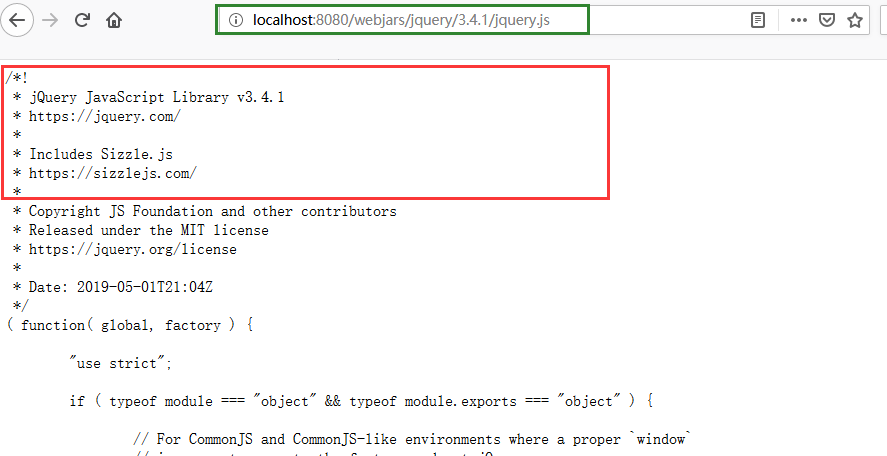 localhost:8080/webjars/jquery/3.4.1/jquery.js
/*!
 * jQuery JavaScript Library v3.4.1
 * https://jquery.com/
 *
 * Includes Sizzle.js
 * https://sizzlejs.com/
 *
 * Copyright JS Foundation and other contributors
 * Released under the MIT license
 * https://jquery.org/license
 *
 * Date: 2019-05-01T21:04Z
 */
( function( global, factory ) {
"use strict";
if ( typeof module === "object" && typeof module.exports === "object" ) {
// For CommonJS and CommonJS-like environments where a proper `window`